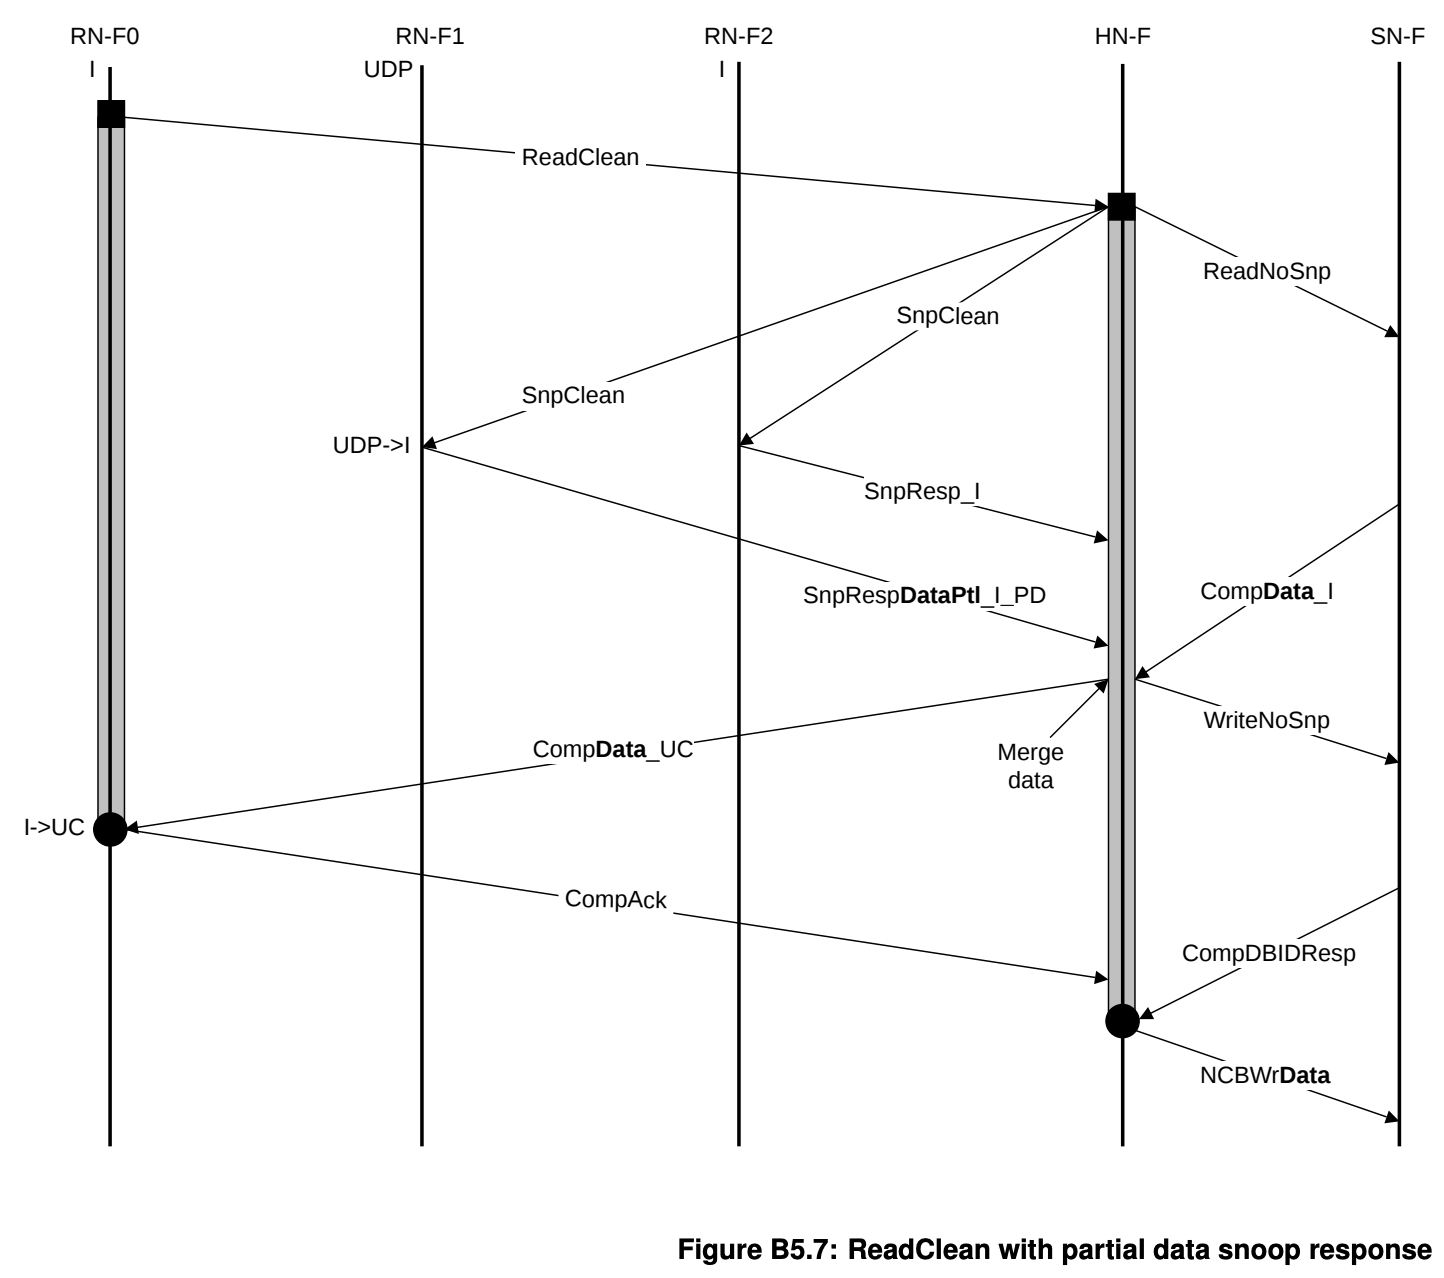 RN-F0 RN-F1 RN-F2 HN-F SN-F
I UDP I
ReadClean
ReadNoSnp
SnpClean
SnpClean
UDP->I
SnpResp_I
SnpRespDataPtl_I_PD
CompData_I
WriteNoSnp
CompData_UC
Merge
data
I->UC
CompAck
CompDBIDResp
NCBWrData
Figure B5.7: ReadClean with partial data snoop response